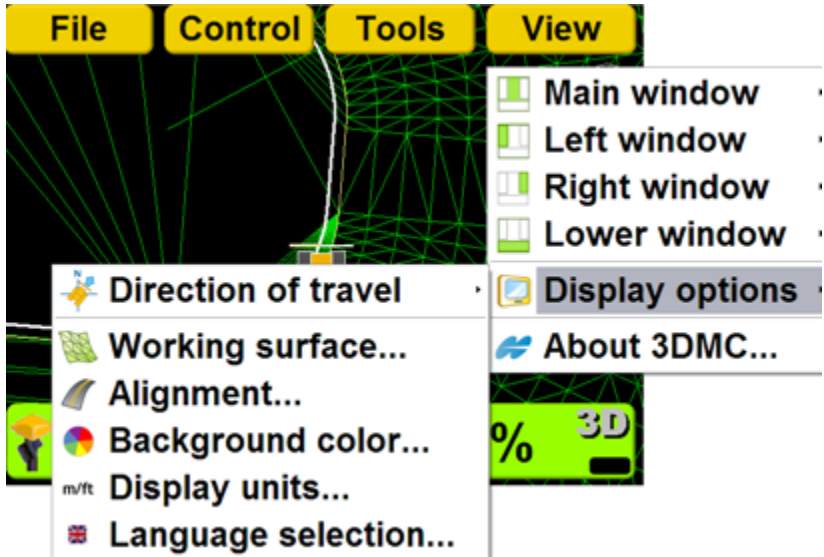 File Control Tools View
Main window
Left window
Right window
Lower window
Display options
About 3DMC...
N
Direction of travel
Working surface...
Alignment...
Background color...
m/ft Display units...
Language selection...
% 3D